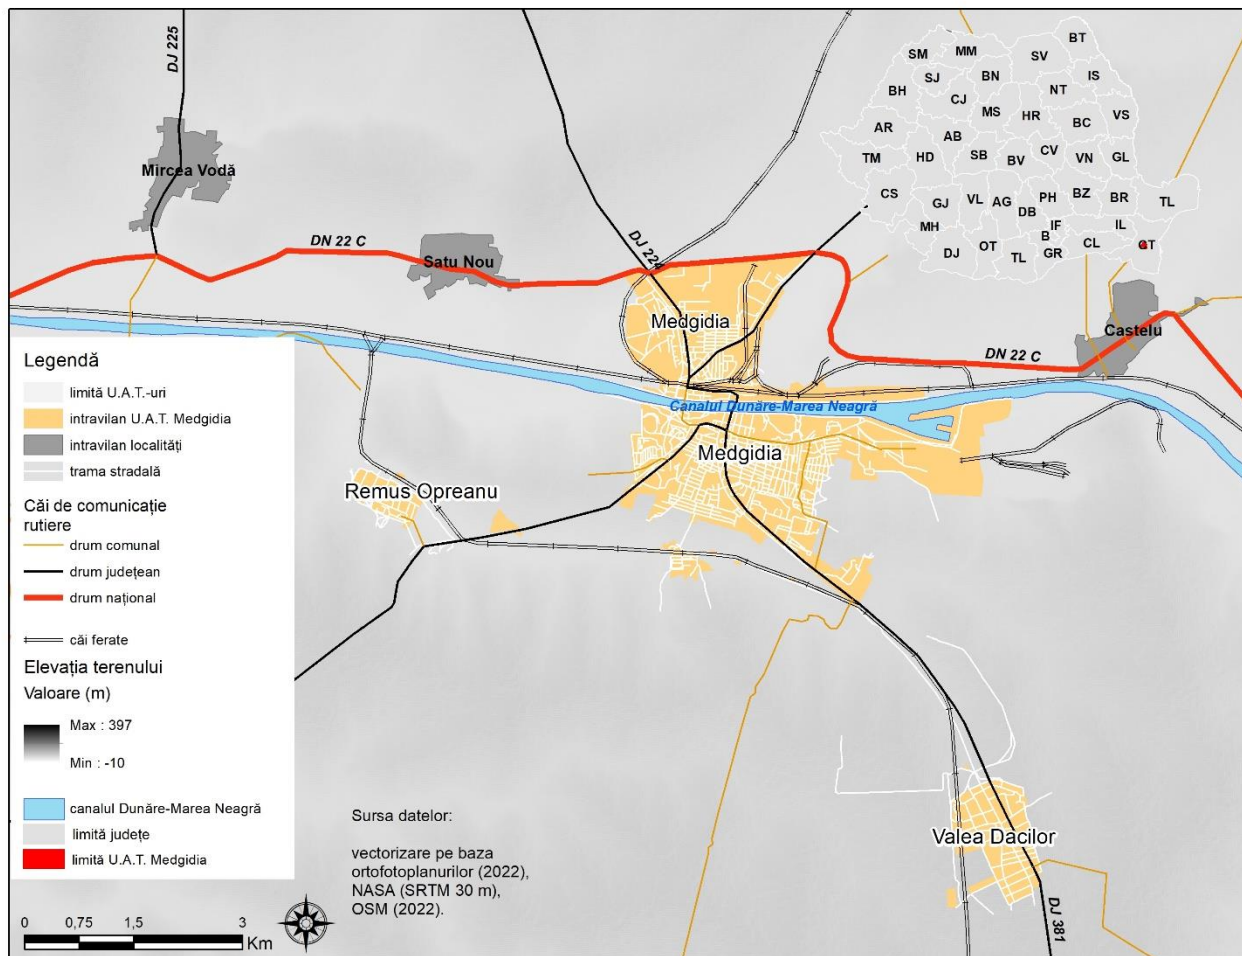 DJ 225
Mircea Vodă
DN 22 C
Satu Nou
DJ 224
Medgidia
SM
MM
BT
SV
SJ
BN
IS
BH
NT
CJ
MS
HR
VS
BC
AR
AB
CV
TM
HD
SB
BV
VN
GL
CS
GJ
VL
AG
PH
BZ
BR
TL
DB
MH
IF
IL
B
DJ
OT
TL
GR
CL
CT
Castelu
DN 22 C
Canalul Dunăre-Marea Neagră
Medgidia
Remus Opreanu
Valea Dacilor
DJ 381
Legendă
limită U.A.T.-uri
intravilan U.A.T. Medgidia
intravilan localități
trama stradală
Căi de comunicație
rutiere
drum comunal
drum județean
drum național
căi ferate
Elevația terenului
Valoare (m)
Max : 397
Min : -10
canalul Dunăre-Marea Neagră
limită județe
limită U.A.T. Medgidia
Sursa datelor:
vectorizare pe baza
ortofotoplanurilor (2022),
NASA (SRTM 30 m),
OSM (2022).
0 0,75 1,5 3
Km